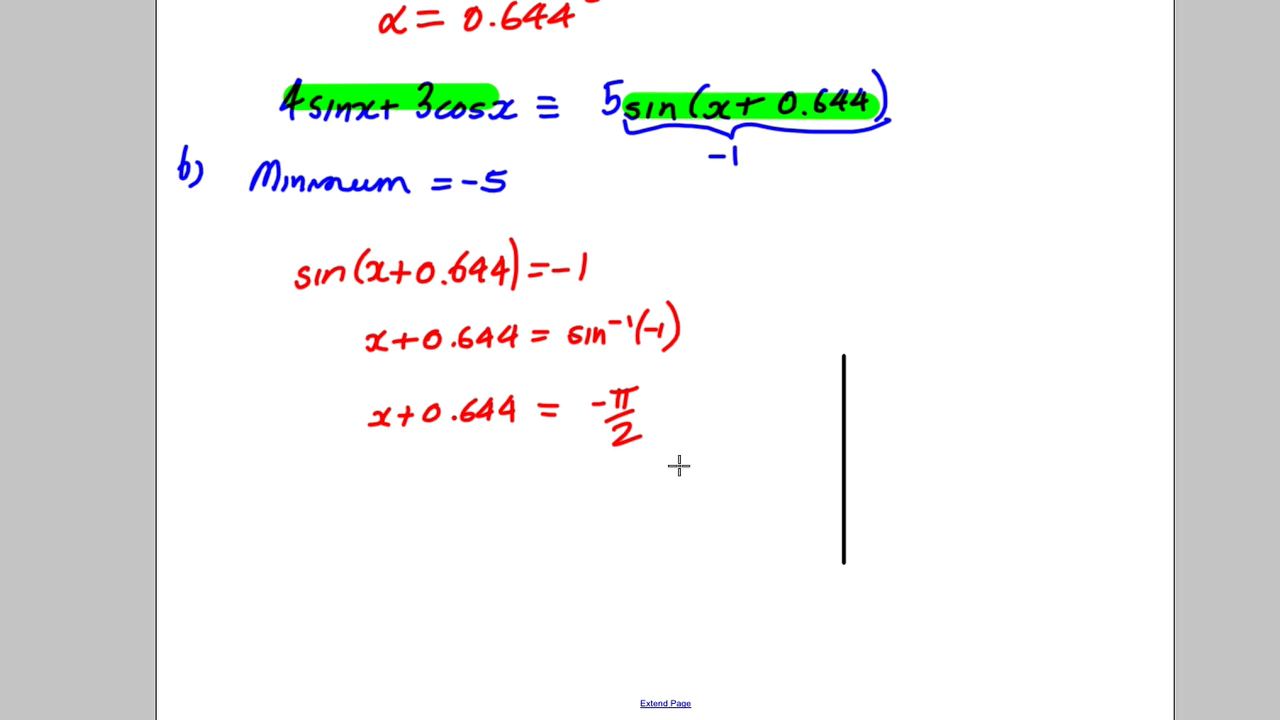 α = 0.644ᶜ
4sinx + 3cosx ≡ 5sin(x + 0.644)
-1
b) Minimum = -5
sin(x+0.644) = -1
x+0.644 = sin⁻¹(-1)
x+0.644 = -π/2
Extend Page